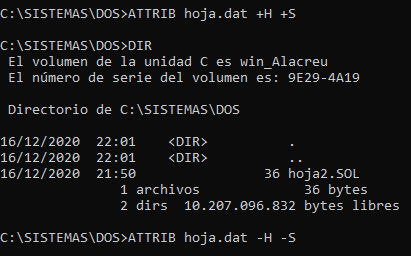 C:\SISTEMAS\DOS>ATTRIB hoja.dat +H +S
C:\SISTEMAS\DOS>DIR
 El volumen de la unidad C es win_Alacreu
 El número de serie del volumen es: 9E29-4A19
 Directorio de C:\SISTEMAS\DOS
16/12/2020  22:01    <DIR>          .
16/12/2020  22:01    <DIR>          ..
16/12/2020  21:50                36 hoja2.SOL
               1 archivos             36 bytes
               2 dirs  10.207.096.832 bytes libres
C:\SISTEMAS\DOS>ATTRIB hoja.dat -H -S